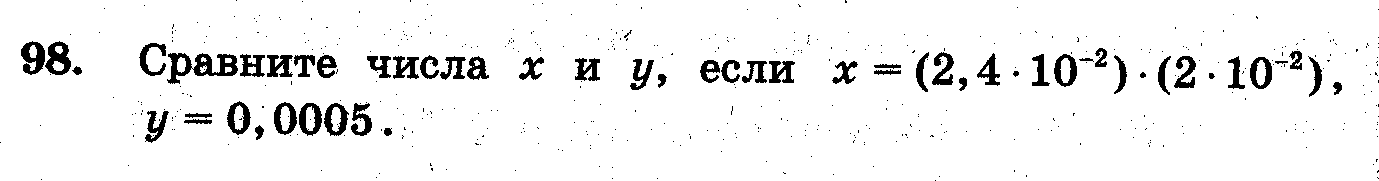 98. Сравните числа x и y, если x = (2,4 · 10⁻²) · (2 · 10⁻²),
y = 0,0005.